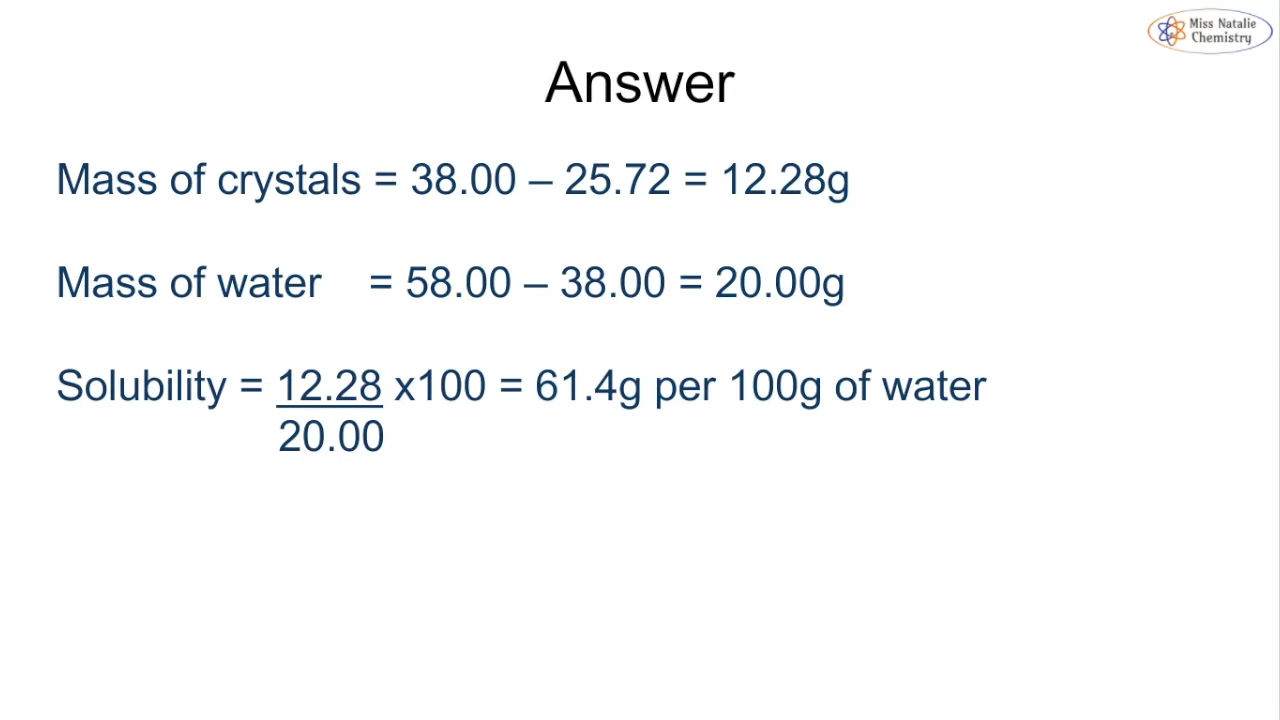 Miss Natalie
Chemistry
Answer
Mass of crystals = 38.00 – 25.72 = 12.28g
Mass of water = 58.00 – 38.00 = 20.00g
Solubility = 12.28 x100 = 61.4g per 100g of water
20.00